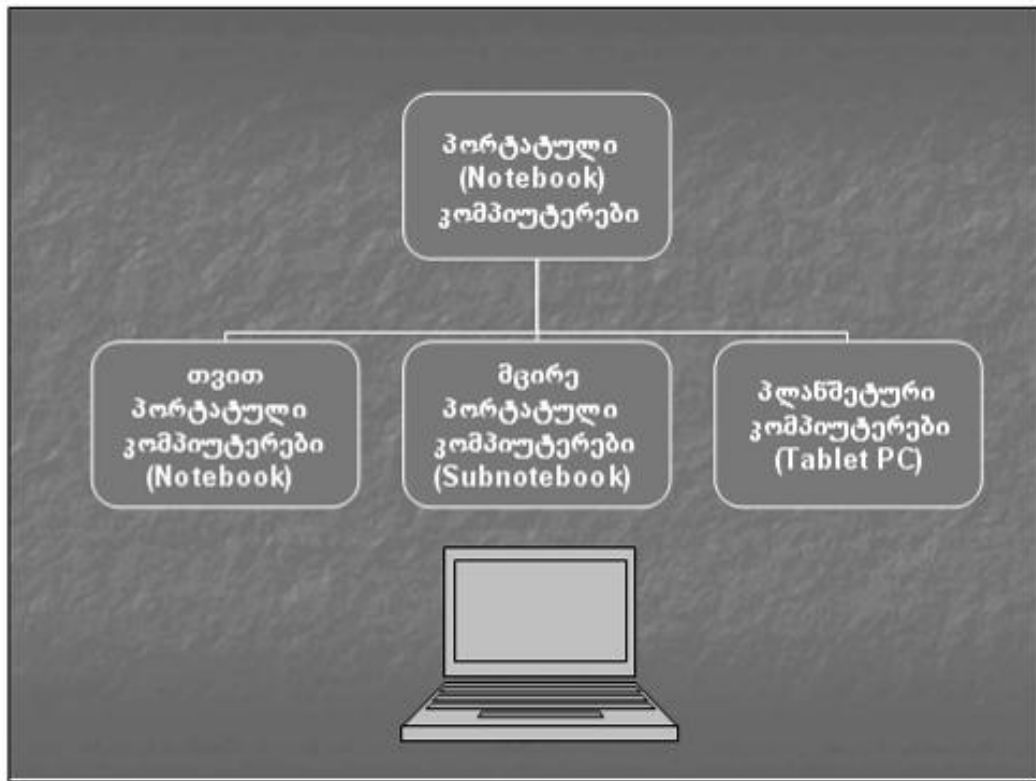 პორტატული
(Notebook)
კომპიუტერები
თვით
პორტატული
კომპიუტერები
(Notebook)
მცირე
პორტატული
კომპიუტერები
(Subnotebook)
პლანშეტური
კომპიუტერები
(Tablet PC)